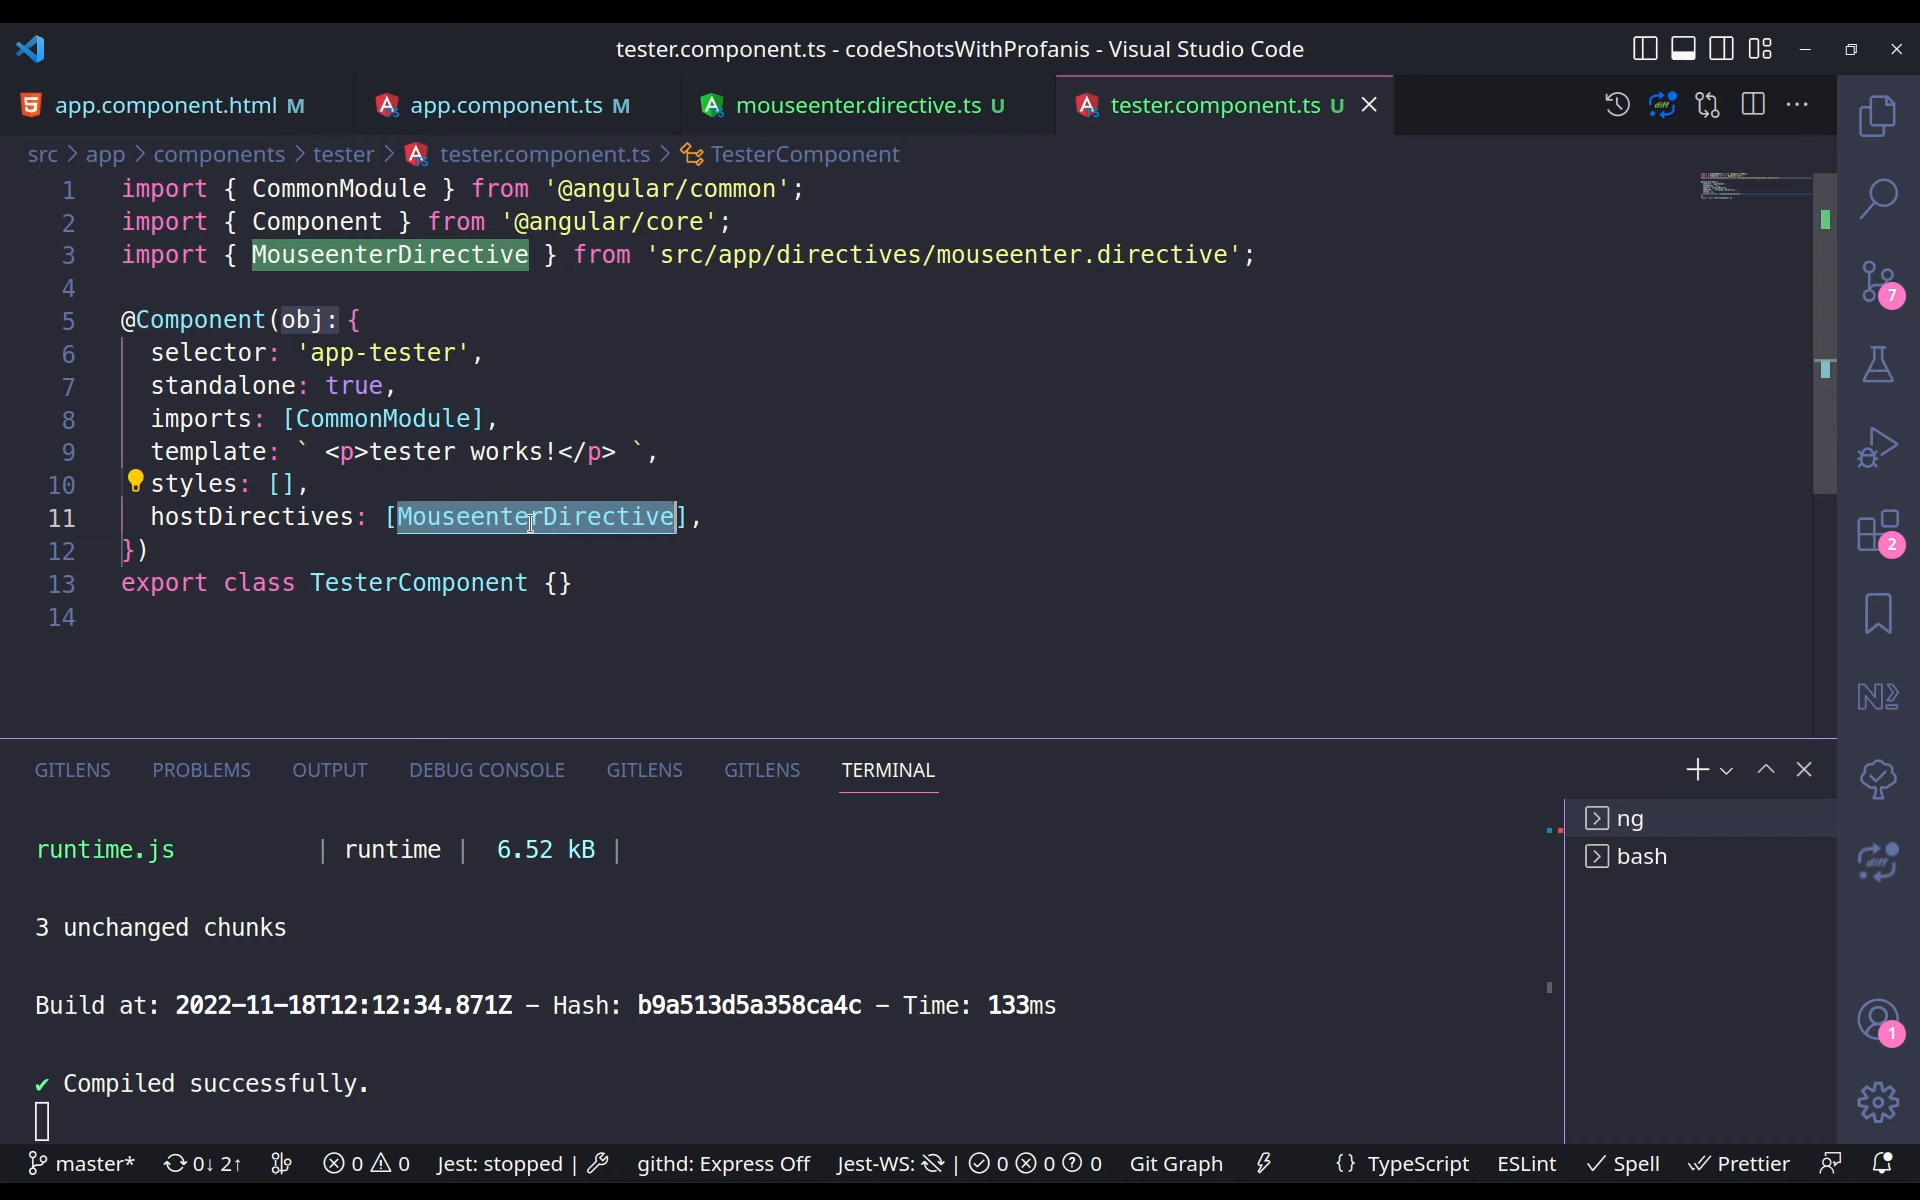 tester.component.ts - codeShotsWithProfanis - Visual Studio Code
app.component.html M
app.component.ts M
mouseenter.directive.ts U
tester.component.ts U
src > app > components > tester > tester.component.ts > TesterComponent
1 import { CommonModule } from '@angular/common';
2 import { Component } from '@angular/core';
3 import { MouseenterDirective } from 'src/app/directives/mouseenter.directive';
4
5 @Component(obj: {
6 selector: 'app-tester',
7 standalone: true,
8 imports: [CommonModule],
9 template: ` <p>tester works!</p> `,
10 styles: [],
11 hostDirectives: [MouseenterDirective],
12 })
13 export class TesterComponent {}
14
7
2
1
GITLENS PROBLEMS OUTPUT DEBUG CONSOLE GITLENS GITLENS TERMINAL
ng
bash
runtime.js | runtime | 6.52 kB |
3 unchanged chunks
Build at: 2022-11-18T12:12:34.871Z - Hash: b9a513d5a358ca4c - Time: 133ms
✔ Compiled successfully.
master* 0↓ 2↑ 0 0 Jest: stopped | githd: Express Off Jest-WS: | 0 0 0 Git Graph {} TypeScript ESLint ✓ Spell Prettier